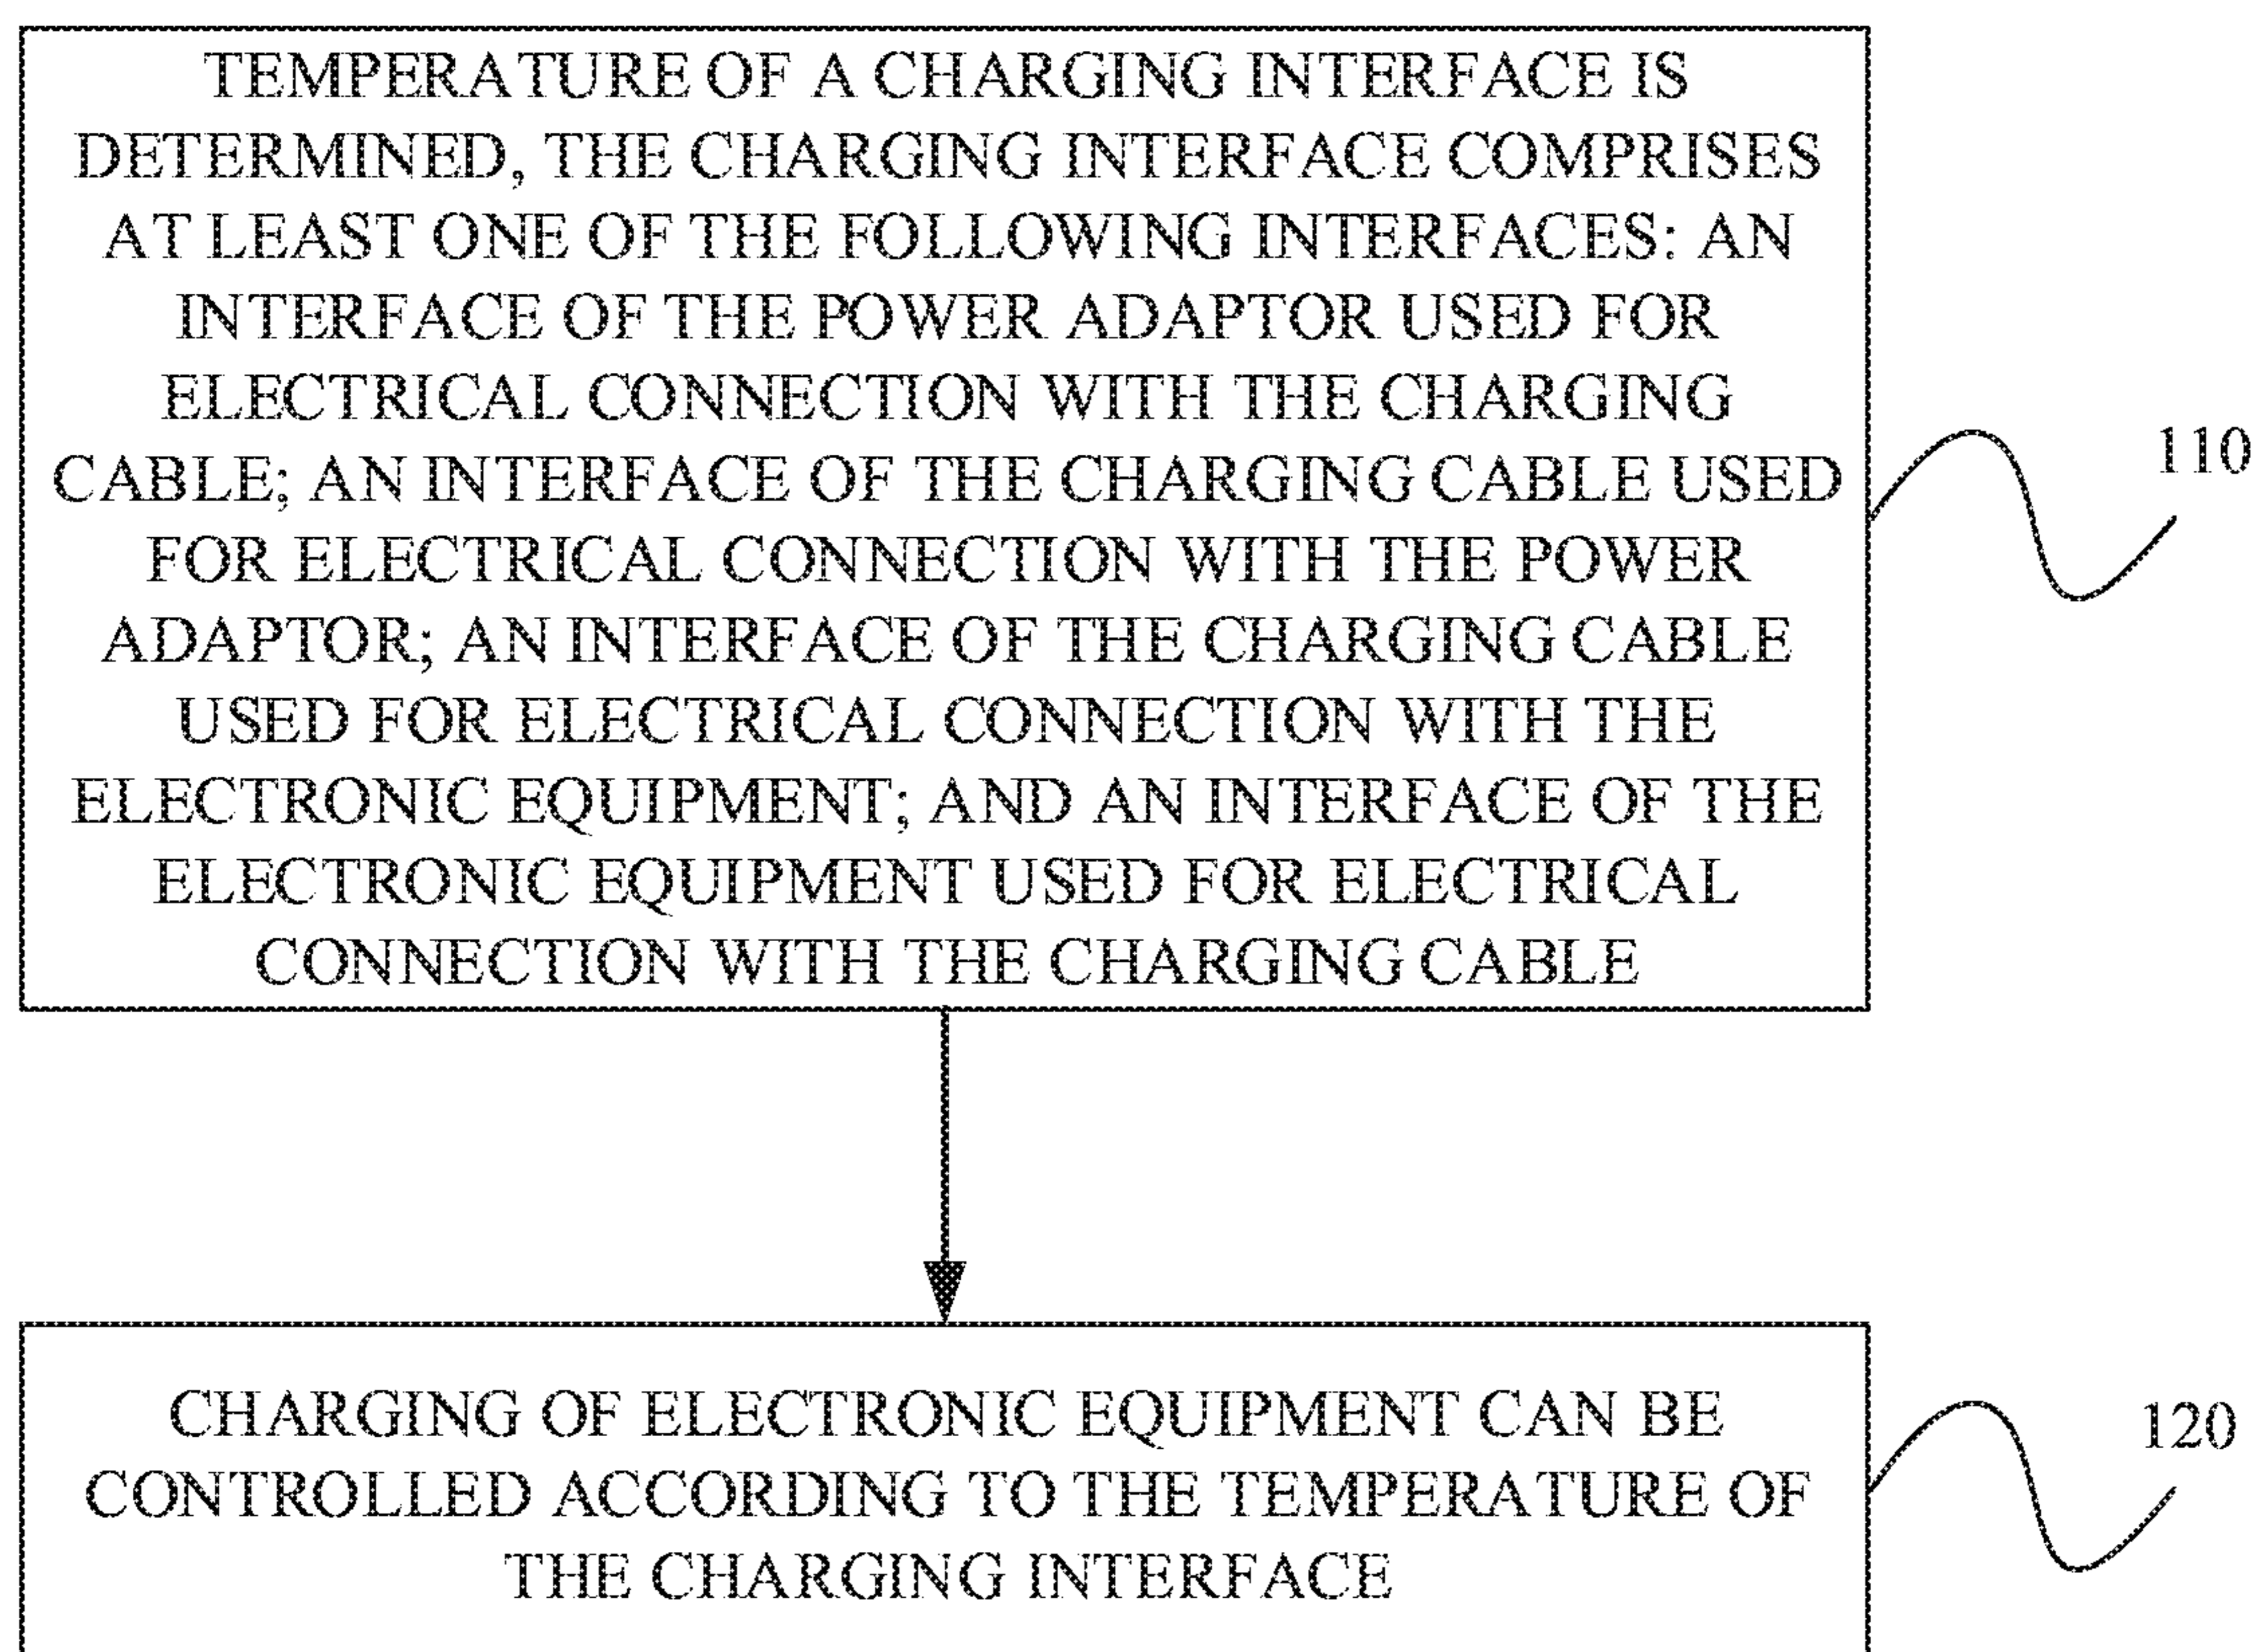 TEMPERATURE OF A CHARGING INTERFACE IS
DETERMINED, THE CHARGING INTERFACE COMPRISES
AT LEAST ONE OF THE FOLLOWING INTERFACES: AN
INTERFACE OF THE POWER ADAPTOR USED FOR
ELECTRICAL CONNECTION WITH THE CHARGING
CABLE; AN INTERFACE OF THE CHARGING CABLE USED
FOR ELECTRICAL CONNECTION WITH THE POWER
ADAPTOR; AN INTERFACE OF THE CHARGING CABLE
USED FOR ELECTRICAL CONNECTION WITH THE
ELECTRONIC EQUIPMENT; AND AN INTERFACE OF THE
ELECTRONIC EQUIPMENT USED FOR ELECTRICAL
CONNECTION WITH THE CHARGING CABLE
110
CHARGING OF ELECTRONIC EQUIPMENT CAN BE
CONTROLLED ACCORDING TO THE TEMPERATURE OF
THE CHARGING INTERFACE
120